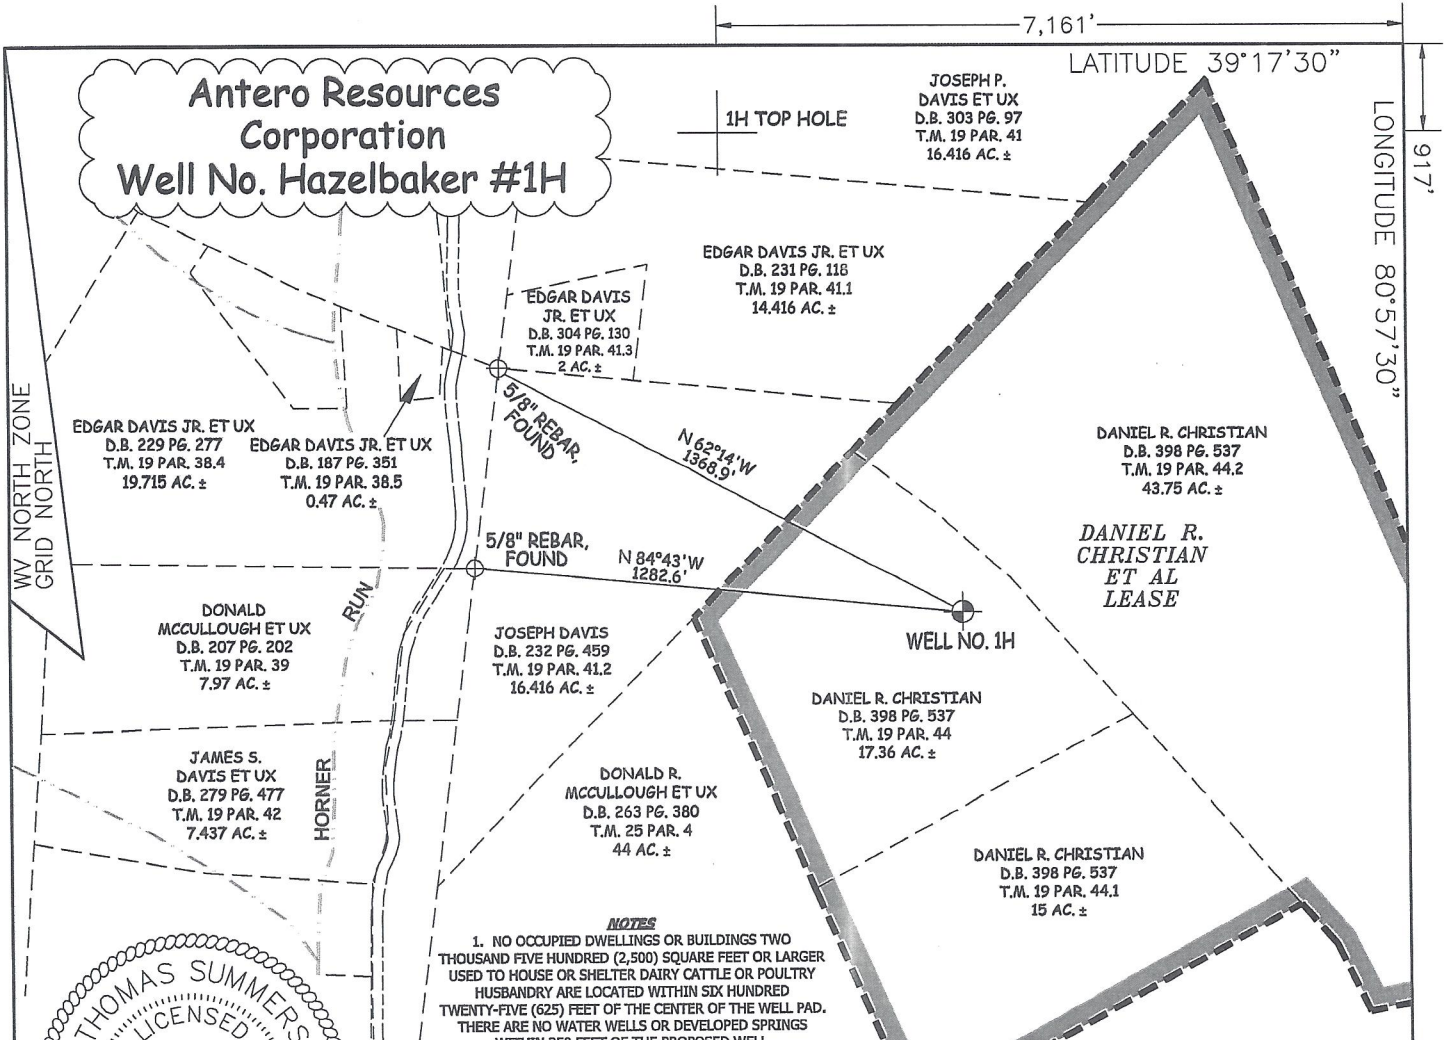 7,161'
LATITUDE 39°17'30"
LONGITUDE 80°57'30"
917'
Antero Resources
Corporation
Well No. Hazelbaker #1H
1H TOP HOLE
JOSEPH P.
DAVIS ET UX
D.B. 303 PG. 97
T.M. 19 PAR. 41
16.416 AC. ±
EDGAR DAVIS JR. ET UX
D.B. 231 PG. 118
T.M. 19 PAR. 41.1
14.416 AC. ±
EDGAR DAVIS
JR. ET UX
D.B. 304 PG. 130
T.M. 19 PAR. 41.3
2 AC. ±
5/8" REBAR,
FOUND
N 62°14'W
1368.9'
WV NORTH ZONE
GRID NORTH
EDGAR DAVIS JR. ET UX
D.B. 229 PG. 277
T.M. 19 PAR. 38.4
19.715 AC. ±
EDGAR DAVIS JR. ET UX
D.B. 187 PG. 351
T.M. 19 PAR. 38.5
0.47 AC. ±
DANIEL R. CHRISTIAN
D.B. 398 PG. 537
T.M. 19 PAR. 44.2
43.75 AC. ±
DANIEL R.
CHRISTIAN
ET AL
LEASE
5/8" REBAR,
FOUND
N 84°43'W
1282.6'
WELL NO. 1H
RUN
HORNER
DONALD
MCCULLOUGH ET UX
D.B. 207 PG. 202
T.M. 19 PAR. 39
7.97 AC. ±
JOSEPH DAVIS
D.B. 232 PG. 459
T.M. 19 PAR. 41.2
16.416 AC. ±
DANIEL R. CHRISTIAN
D.B. 398 PG. 537
T.M. 19 PAR. 44
17.36 AC. ±
JAMES S.
DAVIS ET UX
D.B. 279 PG. 477
T.M. 19 PAR. 42
7.437 AC. ±
DONALD R.
MCCULLOUGH ET UX
D.B. 263 PG. 380
T.M. 25 PAR. 4
44 AC. ±
DANIEL R. CHRISTIAN
D.B. 398 PG. 537
T.M. 19 PAR. 44.1
15 AC. ±
NOTES
1. NO OCCUPIED DWELLINGS OR BUILDINGS TWO
THOUSAND FIVE HUNDRED (2,500) SQUARE FEET OR LARGER
USED TO HOUSE OR SHELTER DAIRY CATTLE OR POULTRY
HUSBANDRY ARE LOCATED WITHIN SIX HUNDRED
TWENTY-FIVE (625) FEET OF THE CENTER OF THE WELL PAD.
THERE ARE NO WATER WELLS OR DEVELOPED SPRINGS
WITHIN 250 FEET OF THE PROPOSED WELL
THOMAS SUMMERS
LICENSED